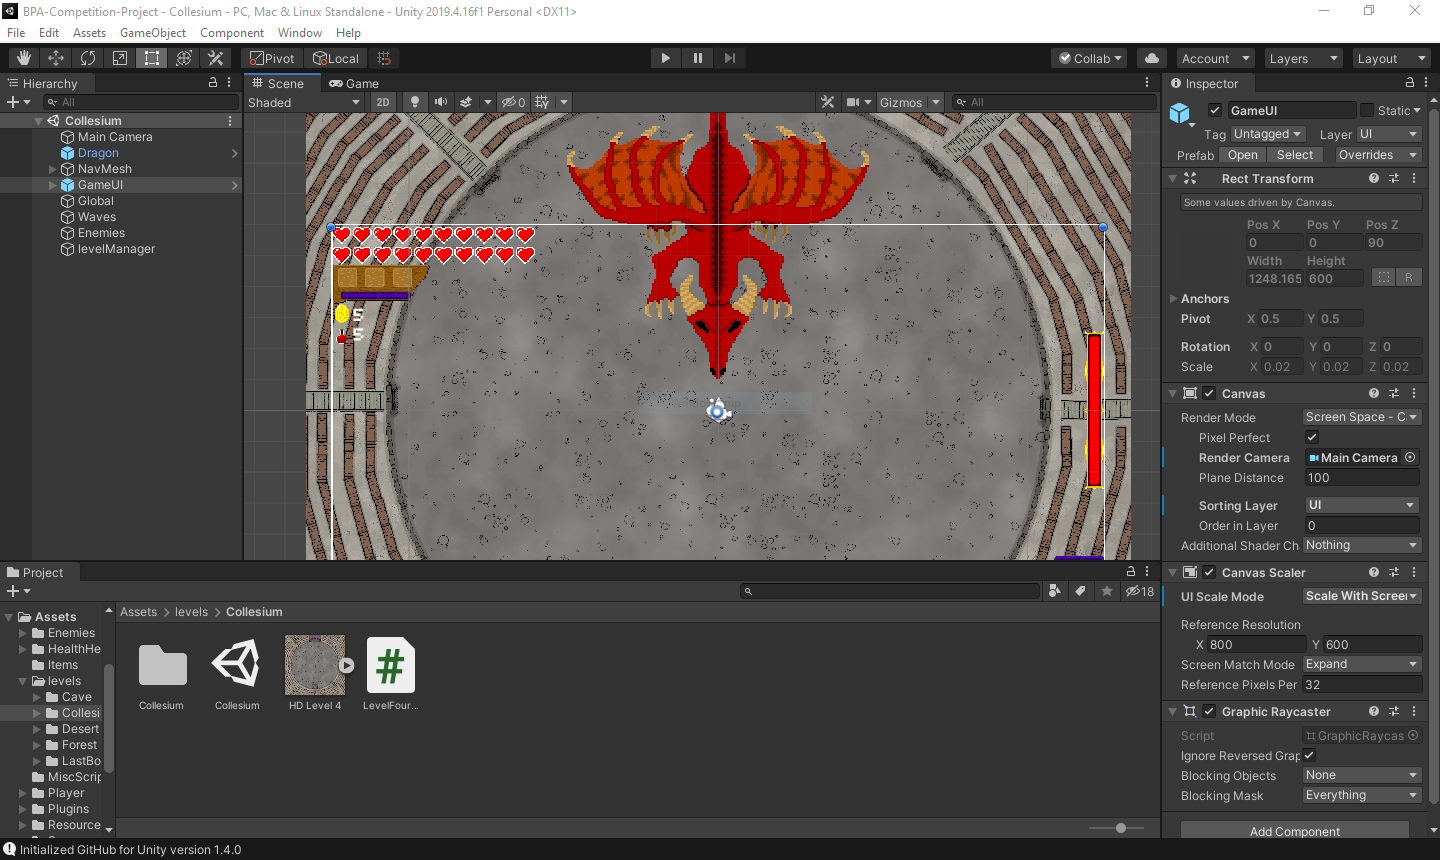 BPA-Competition-Project - Collesium - PC, Mac & Linux Standalone - Unity 2019.4.16f1 Personal <DX11>
File Edit Assets GameObject Component Window Help
Pivot Local Collab Account Layers Layout
Hierarchy
All
Collesium
Main Camera
Dragon
NavMesh
GameUI
Global
Waves
Enemies
levelManager
Scene Game
Shaded 2D 0 Gizmos All
5
5
Inspector
GameUI Static
Tag Untagged Layer UI
Prefab Open Select Overrides
Rect Transform
Some values driven by Canvas.
Pos X Pos Y Pos Z
0 0 90
Width Height
1248.165 600 R
Anchors
Pivot X 0.5 Y 0.5
Rotation X 0 Y 0 Z 0
Scale X 0.02 Y 0.02 Z 0.02
Canvas
Render Mode Screen Space - C
Pixel Perfect
Render Camera Main Camera
Plane Distance 100
Sorting Layer UI
Order in Layer 0
Additional Shader Ch Nothing
Canvas Scaler
UI Scale Mode Scale With Screen
Reference Resolution
X 800 Y 600
Screen Match Mode Expand
Reference Pixels Per 32
Graphic Raycaster
Script GraphicRaycas
Ignore Reversed Grap
Blocking Objects None
Blocking Mask Everything
Add Component
Project
18
Assets
Enemies
HealthHe
Items
levels
Cave
Collesi
Desert
Forest
LastBo
MiscScrip
Player
Plugins
Resource
Assets > levels > Collesium
Collesium Collesium HD Level 4 LevelFour...
Initialized GitHub for Unity version 1.4.0